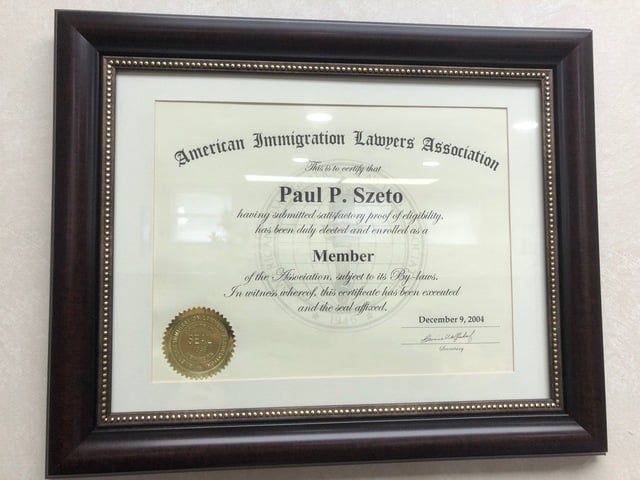 American Immigration Lawyers Association
This is to certify that
Paul P. Szeto
having submitted satisfactory proof of eligibility,
has been duly elected and enrolled as a
Member
of the Association, subject to its By-laws.
In witness whereof, this certificate has been executed
and the seal affixed.
December 9, 2004
Secretary
SEAL